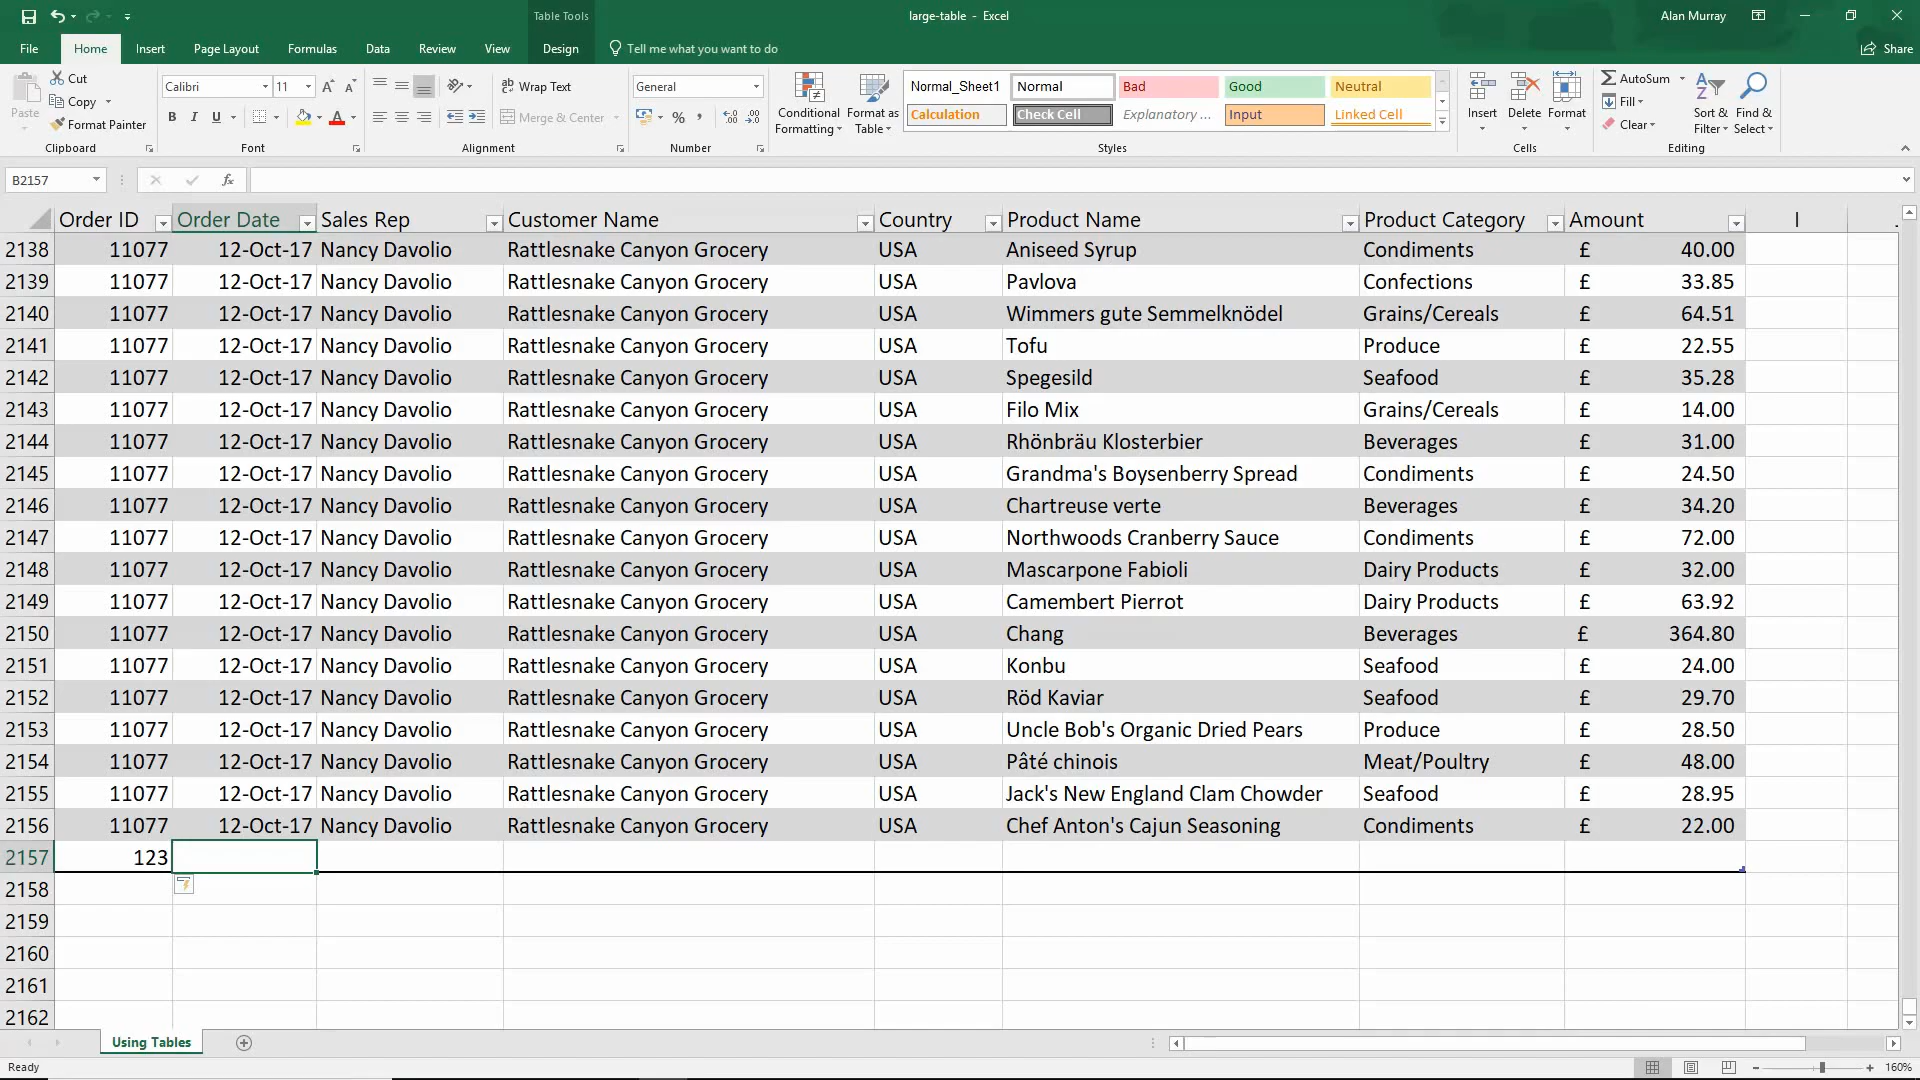 Table Tools
large-table - Excel
Alan Murray
File Home Insert Page Layout Formulas Data Review View Design Tell me what you want to do Share
Paste
Cut
Copy
Format Painter
Clipboard
Calibri 11
B I U
Font
Wrap Text
Merge & Center
Alignment
General
%
Number
Conditional Formatting
Format as Table
Normal_Sheet1 Normal Bad Good Neutral
Calculation Check Cell Explanatory ... Input Linked Cell
Styles
Insert Delete Format
Cells
AutoSum
Fill
Clear
Sort & Filter
Find & Select
Editing
B2157 fx
Order ID Order Date Sales Rep Customer Name Country Product Name Product Category Amount I
2138 11077 12-Oct-17 Nancy Davolio Rattlesnake Canyon Grocery USA Aniseed Syrup Condiments £ 40.00
2139 11077 12-Oct-17 Nancy Davolio Rattlesnake Canyon Grocery USA Pavlova Confections £ 33.85
2140 11077 12-Oct-17 Nancy Davolio Rattlesnake Canyon Grocery USA Wimmers gute Semmelknödel Grains/Cereals £ 64.51
2141 11077 12-Oct-17 Nancy Davolio Rattlesnake Canyon Grocery USA Tofu Produce £ 22.55
2142 11077 12-Oct-17 Nancy Davolio Rattlesnake Canyon Grocery USA Spegesild Seafood £ 35.28
2143 11077 12-Oct-17 Nancy Davolio Rattlesnake Canyon Grocery USA Filo Mix Grains/Cereals £ 14.00
2144 11077 12-Oct-17 Nancy Davolio Rattlesnake Canyon Grocery USA Rhönbräu Klosterbier Beverages £ 31.00
2145 11077 12-Oct-17 Nancy Davolio Rattlesnake Canyon Grocery USA Grandma's Boysenberry Spread Condiments £ 24.50
2146 11077 12-Oct-17 Nancy Davolio Rattlesnake Canyon Grocery USA Chartreuse verte Beverages £ 34.20
2147 11077 12-Oct-17 Nancy Davolio Rattlesnake Canyon Grocery USA Northwoods Cranberry Sauce Condiments £ 72.00
2148 11077 12-Oct-17 Nancy Davolio Rattlesnake Canyon Grocery USA Mascarpone Fabioli Dairy Products £ 32.00
2149 11077 12-Oct-17 Nancy Davolio Rattlesnake Canyon Grocery USA Camembert Pierrot Dairy Products £ 63.92
2150 11077 12-Oct-17 Nancy Davolio Rattlesnake Canyon Grocery USA Chang Beverages £ 364.80
2151 11077 12-Oct-17 Nancy Davolio Rattlesnake Canyon Grocery USA Konbu Seafood £ 24.00
2152 11077 12-Oct-17 Nancy Davolio Rattlesnake Canyon Grocery USA Röd Kaviar Seafood £ 29.70
2153 11077 12-Oct-17 Nancy Davolio Rattlesnake Canyon Grocery USA Uncle Bob's Organic Dried Pears Produce £ 28.50
2154 11077 12-Oct-17 Nancy Davolio Rattlesnake Canyon Grocery USA Pâté chinois Meat/Poultry £ 48.00
2155 11077 12-Oct-17 Nancy Davolio Rattlesnake Canyon Grocery USA Jack's New England Clam Chowder Seafood £ 28.95
2156 11077 12-Oct-17 Nancy Davolio Rattlesnake Canyon Grocery USA Chef Anton's Cajun Seasoning Condiments £ 22.00
2157 123
2158
2159
2160
2161
2162
Using Tables
Ready 160%